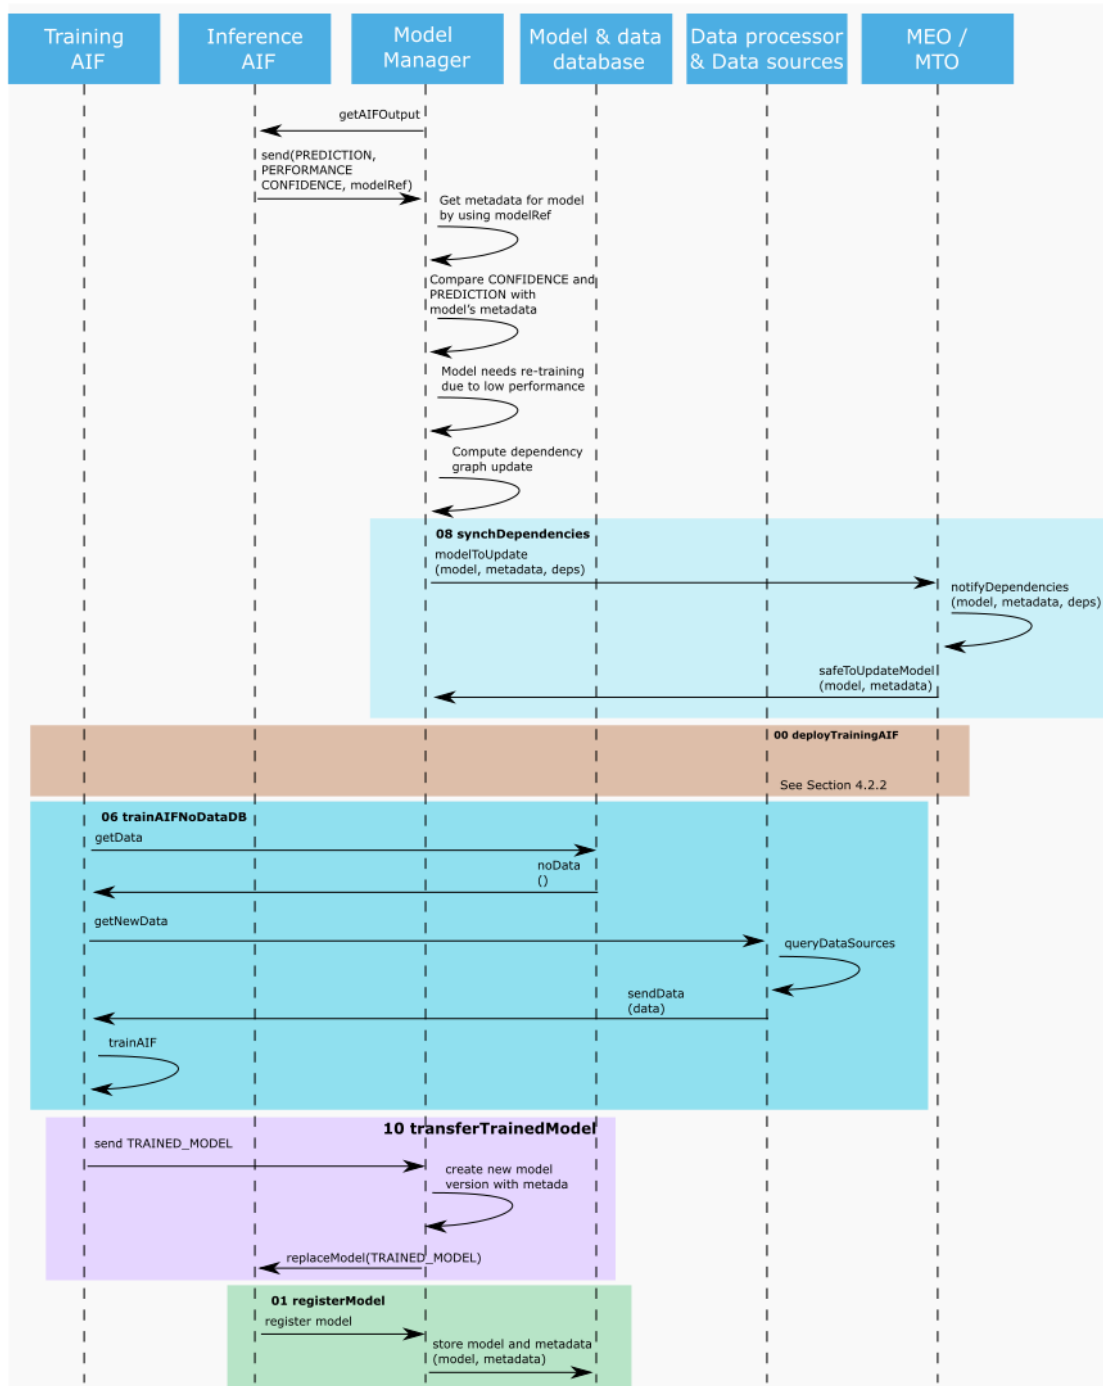 Training
AIF
Inference
AIF
Model
Manager
Model & data
database
Data processor
& Data sources
MEO /
MTO
getAIFOutput
send(PREDICTION,
PERFORMANCE
CONFIDENCE, modelRef)
Get metadata for model
by using modelRef
Compare CONFIDENCE and
PREDICTION with
model's metadata
Model needs re-training
due to low performance
Compute dependency
graph update
08 synchDependencies
modelToUpdate
(model, metadata, deps)
notifyDependencies
(model, metadata, deps)
safeToUpdateModel
(model, metadata)
00 deployTrainingAIF
See Section 4.2.2
06 trainAIFNoDataDB
getData
noData
()
getNewData
queryDataSources
sendData
(data)
trainAIF
10 transferTrainedModel
send TRAINED_MODEL
create new model
version with metada
replaceModel(TRAINED_MODEL)
01 registerModel
register model
store model and metadata
(model, metadata)